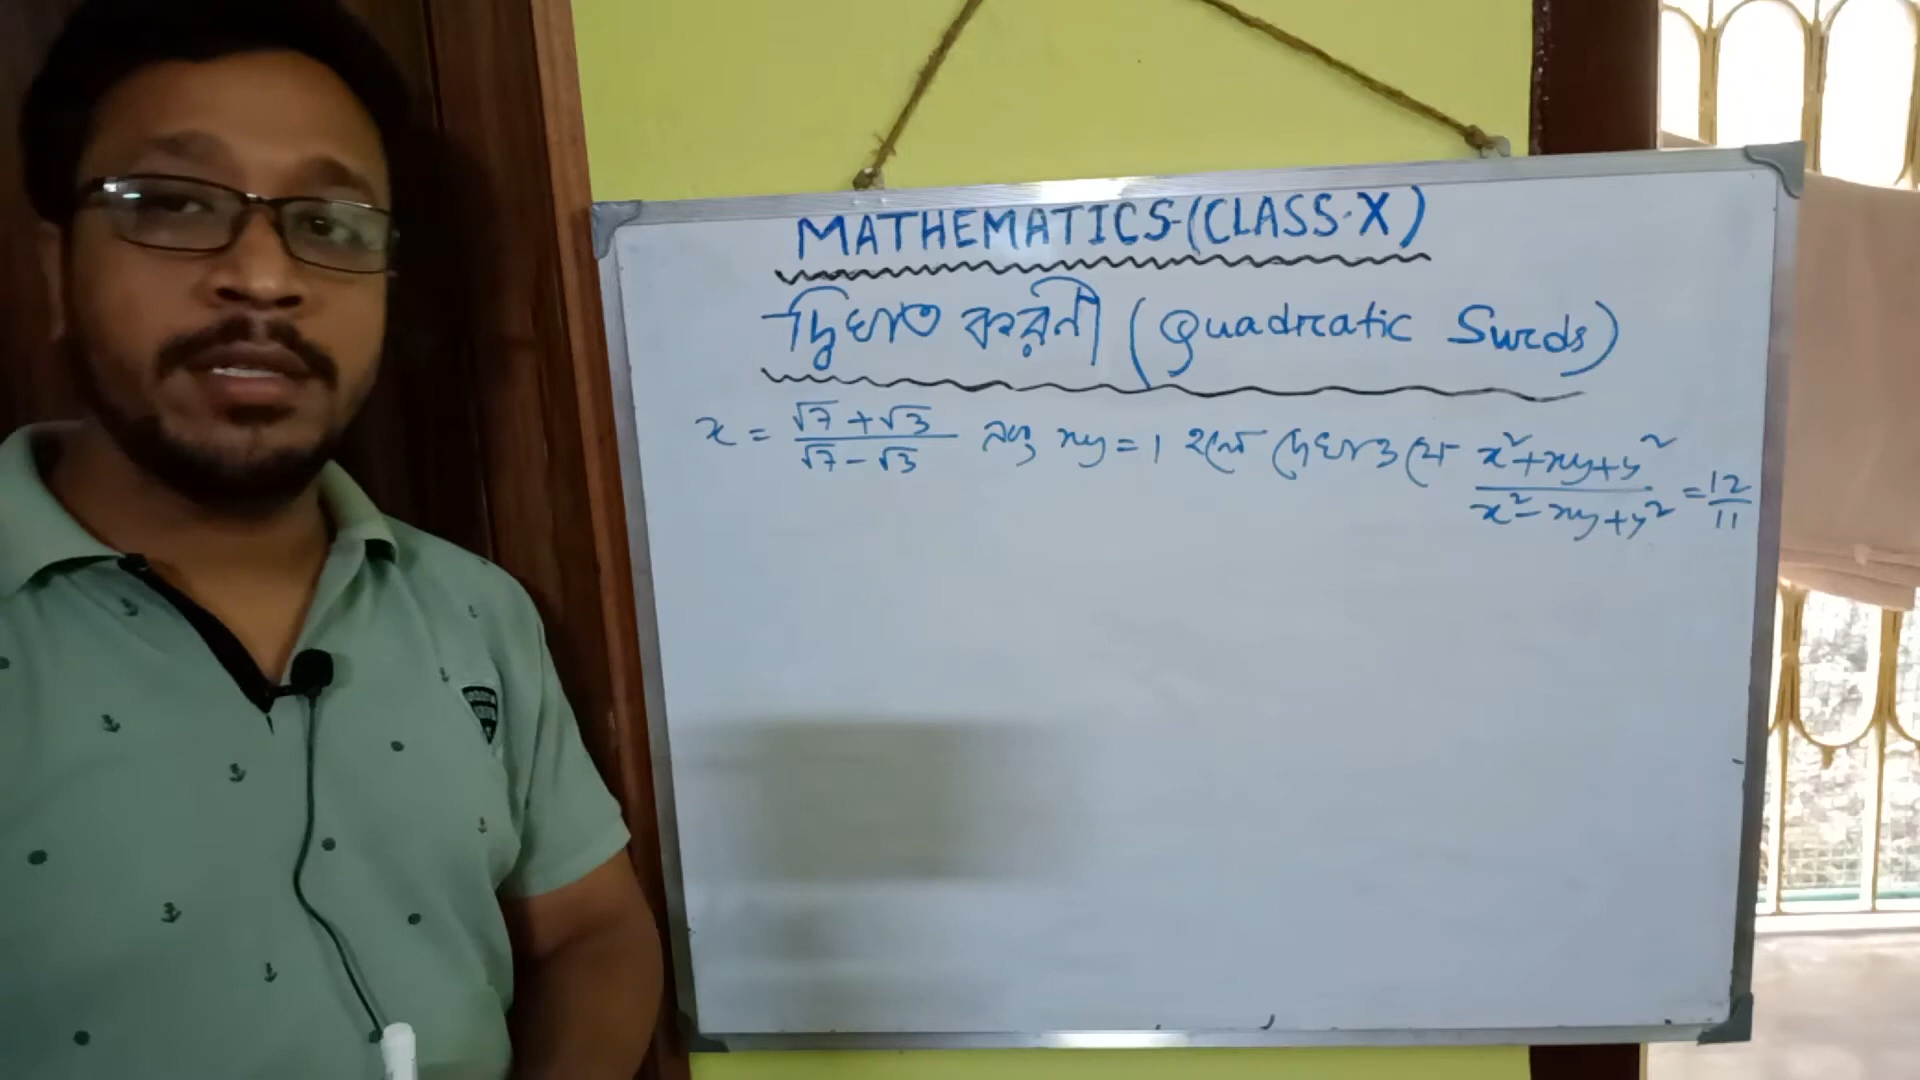 MATHEMATICS-(CLASS-X)
দ্বিঘাত করনী (Quadratic Surds)
x = (√7 + √3)/(√7 - √3) এবং xy = 1 হলে দেখাও যে (x²+xy+y²)/(x²-xy+y²) = 12/11